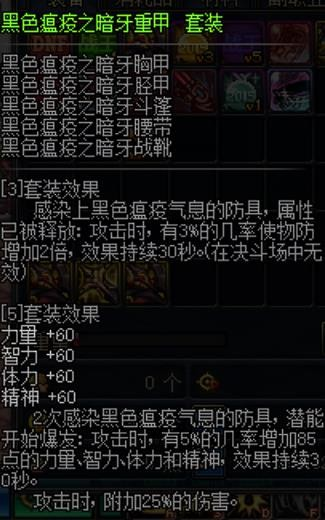 黑色瘟疫之暗牙重甲 套装
黑色瘟疫之暗牙胸甲
黑色瘟疫之暗牙胫甲
黑色瘟疫之暗牙斗篷
黑色瘟疫之暗牙腰带
黑色瘟疫之暗牙战靴
[3]套装效果
感染上黑色瘟疫气息的防具，属性
已被释放：攻击时，有3%的几率使物防
增加2倍，效果持续30秒。(在决斗场中无
效)
[5]套装效果
力量 +60
智力 +60
体力 +60
精神 +60
0 个
2次感染黑色瘟疫气息的防具，潜能
开始爆发：攻击时，有5%的几率增加85
点的力量、智力、体力和精神，效果持续3
0秒。
攻击时，附加25%的伤害。